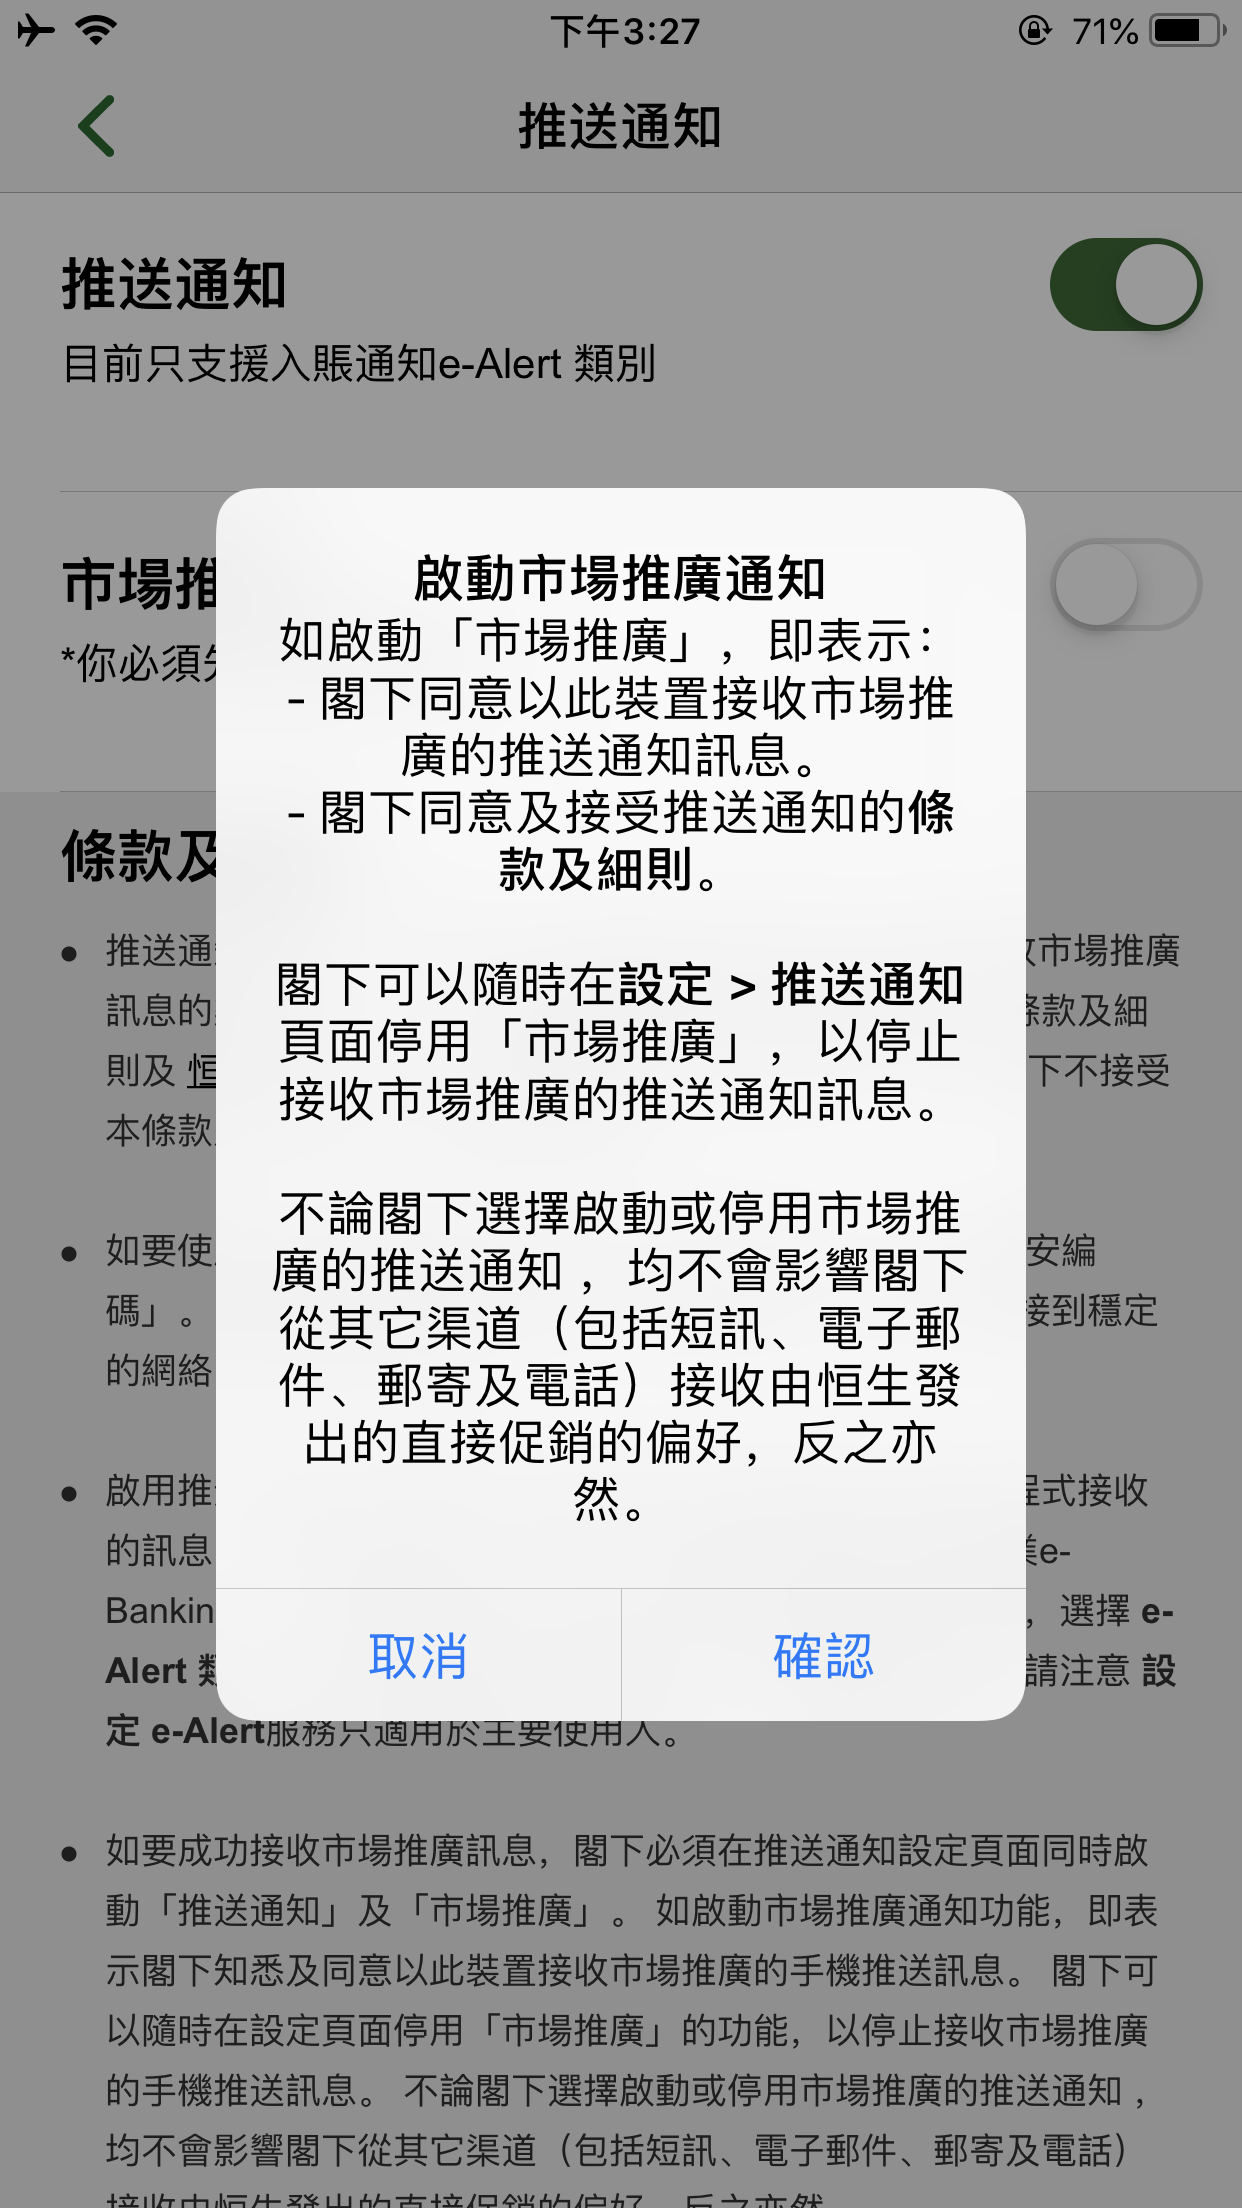 下午3:27
71%
推送通知
推送通知
目前只支援入賬通知e-Alert 類別
市場推
*你必須
啟動市場推廣通知
如啟動「市場推廣」，即表示：
- 閣下同意以此裝置接收市場推
廣的推送通知訊息。
- 閣下同意及接受推送通知的條
款及細則。
閣下可以隨時在設定 > 推送通知
頁面停用「市場推廣」，以停止
接收市場推廣的推送通知訊息。
不論閣下選擇啟動或停用市場推
廣的推送通知 ，均不會影響閣下
從其它渠道（包括短訊、電子郵
件、郵寄及電話）接收由恒生發
出的直接促銷的偏好，反之亦
然。
取消
確認
條款及
推送通
市場推廣
訊息的
條款及細
則及 恒
下不接受
本條款
如要使
安編
碼」。
接到穩定
的網絡
啟用推
程式接收
的訊息
e-
Bankin
，選擇 e-
Alert 類
請注意 設
定 e-Alert服務只適用於主要使用人。
如要成功接收市場推廣訊息，閣下必須在推送通知設定頁面同時啟
動「推送通知」及「市場推廣」。 如啟動市場推廣通知功能，即表
示閣下知悉及同意以此裝置接收市場推廣的手機推送訊息。 閣下可
以隨時在設定頁面停用「市場推廣」的功能，以停止接收市場推廣
的手機推送訊息。 不論閣下選擇啟動或停用市場推廣的推送通知 ，
均不會影響閣下從其它渠道（包括短訊、電子郵件、郵寄及電話）
接收由恒生發出的直接促銷的偏好，反之亦然